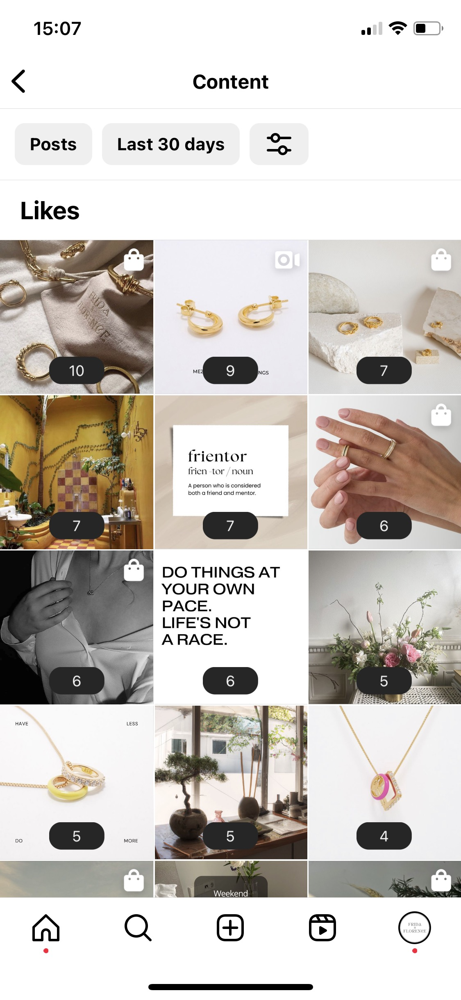 15:07
Content
Posts
Last 30 days
Likes
FRIDA
FLORENCE
10
MEZ
NGS
9
7
7
frientor
frien -tor / noun
A person who is considered
both a friend and mentor.
7
6
6
DO THINGS AT
YOUR OWN
PACE.
LIFE'S NOT
A RACE.
6
5
HAVE
LESS
925
DO
MORE
5
5
4
Weekend
FRIDA
&
FLORENCE